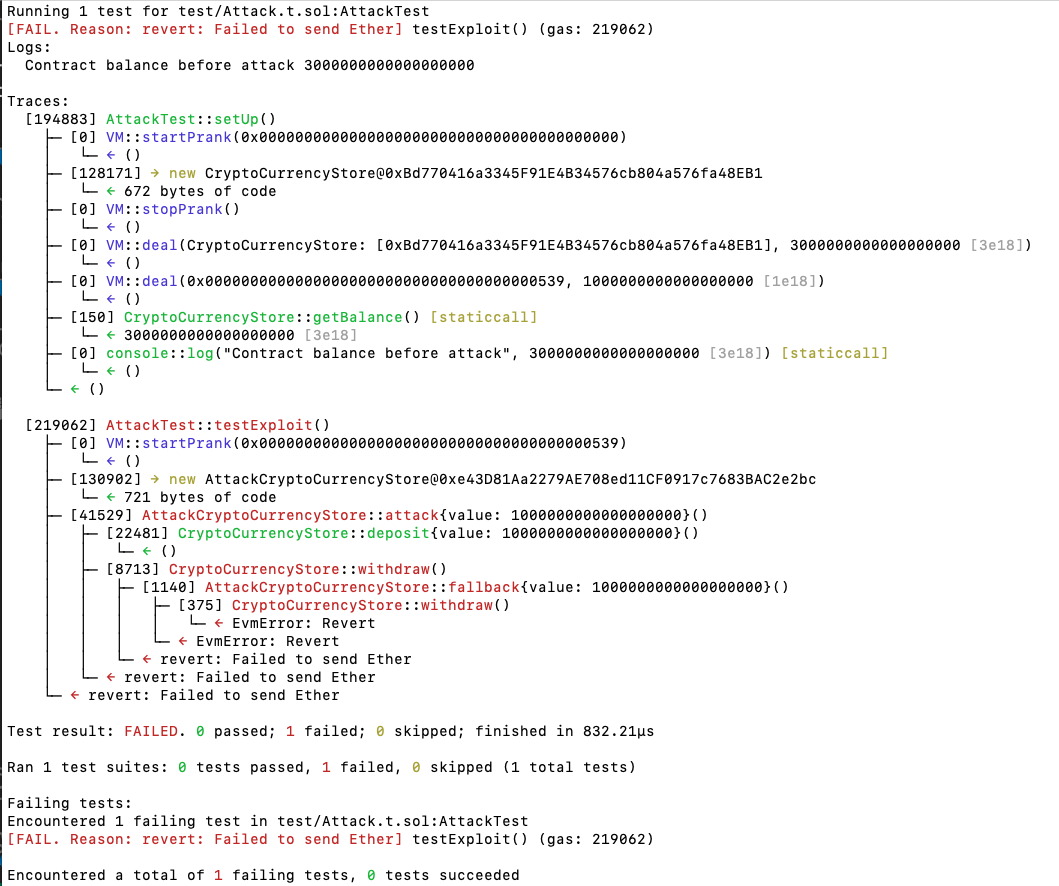 Running 1 test for test/Attack.t.sol:AttackTest
[FAIL. Reason: revert: Failed to send Ether] testExploit() (gas: 219062)
Logs:
  Contract balance before attack 3000000000000000000

Traces:
  [194883] AttackTest::setUp()
    ├─ [0] VM::startPrank(0x0000000000000000000000000000000000000000)
    │   └─ ← ()
    ├─ [128171] → new CryptoCurrencyStore@0xBd770416a3345F91E4B34576cb804a576fa48EB1
    │   └─ ← 672 bytes of code
    ├─ [0] VM::stopPrank()
    │   └─ ← ()
    ├─ [0] VM::deal(CryptoCurrencyStore: [0xBd770416a3345F91E4B34576cb804a576fa48EB1], 3000000000000000000 [3e18])
    │   └─ ← ()
    ├─ [0] VM::deal(0x0000000000000000000000000000000000000539, 1000000000000000000 [1e18])
    │   └─ ← ()
    ├─ [150] CryptoCurrencyStore::getBalance() [staticcall]
    │   └─ ← 3000000000000000000 [3e18]
    ├─ [0] console::log("Contract balance before attack", 3000000000000000000 [3e18]) [staticcall]
    │   └─ ← ()
    └─ ← ()

  [219062] AttackTest::testExploit()
    ├─ [0] VM::startPrank(0x0000000000000000000000000000000000000539)
    │   └─ ← ()
    ├─ [130902] → new AttackCryptoCurrencyStore@0xe43D81Aa2279AE708ed11CF0917c7683BAC2e2bc
    │   └─ ← 721 bytes of code
    ├─ [41529] AttackCryptoCurrencyStore::attack{value: 1000000000000000000}()
    │   ├─ [22481] CryptoCurrencyStore::deposit{value: 1000000000000000000}()
    │   │   └─ ← ()
    │   ├─ [8713] CryptoCurrencyStore::withdraw()
    │   │   ├─ [1140] AttackCryptoCurrencyStore::fallback{value: 1000000000000000000}()
    │   │   │   ├─ [375] CryptoCurrencyStore::withdraw()
    │   │   │   │   └─ ← EvmError: Revert
    │   │   │   └─ ← EvmError: Revert
    │   │   └─ ← revert: Failed to send Ether
    │   └─ ← revert: Failed to send Ether
    └─ ← revert: Failed to send Ether

Test result: FAILED. 0 passed; 1 failed; 0 skipped; finished in 832.21µs

Ran 1 test suites: 0 tests passed, 1 failed, 0 skipped (1 total tests)

Failing tests:
Encountered 1 failing test in test/Attack.t.sol:AttackTest
[FAIL. Reason: revert: Failed to send Ether] testExploit() (gas: 219062)

Encountered a total of 1 failing tests, 0 tests succeeded